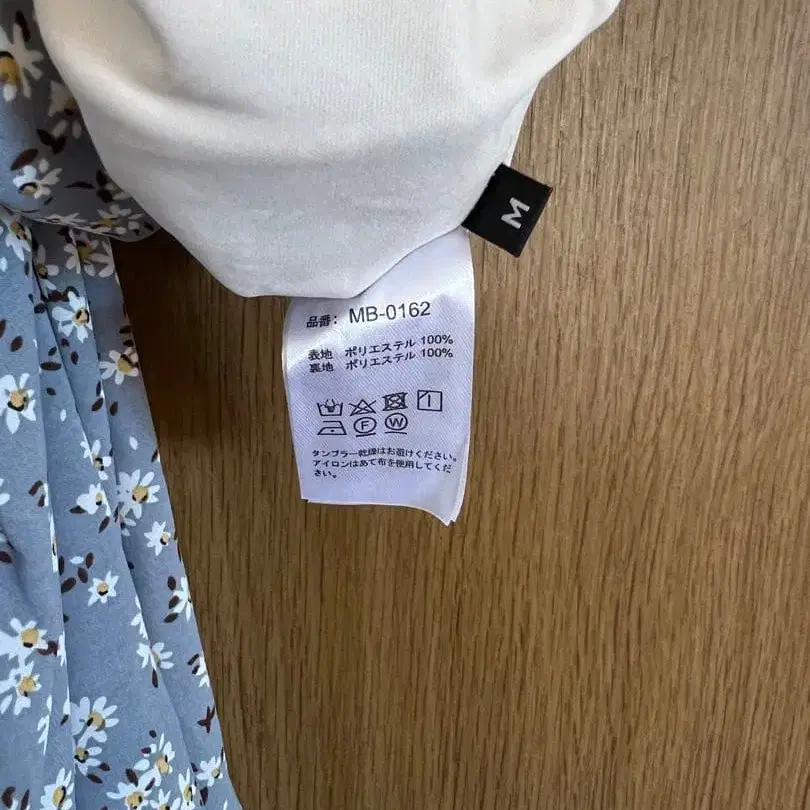 M
品番: MB-0162
表地 ポリエステル 100%
裏地 ポリエステル 100%
F W
タンブラー乾燥はお避けください。
アイロンはあて布を使用してくだ
さい。